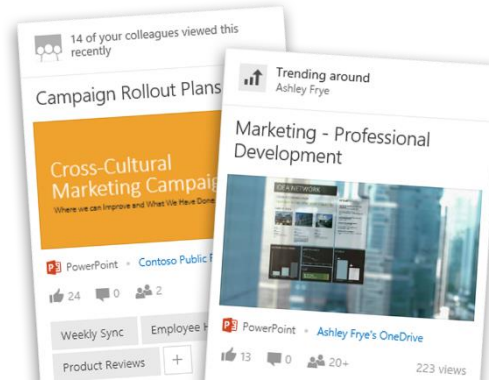 14 of your colleagues viewed this
recently
Campaign Rollout Plans
Cross-Cultural
Marketing
Where we can Improve and What We Have Done
PowerPoint • Contoso Public
24 0 2
Weekly Sync Employee
Product Reviews +
Trending around
Ashley Frye
Marketing - Professional
Development
IDEA NETWORK
PowerPoint • Ashley Frye's OneDrive
13 0 20+ 223 views